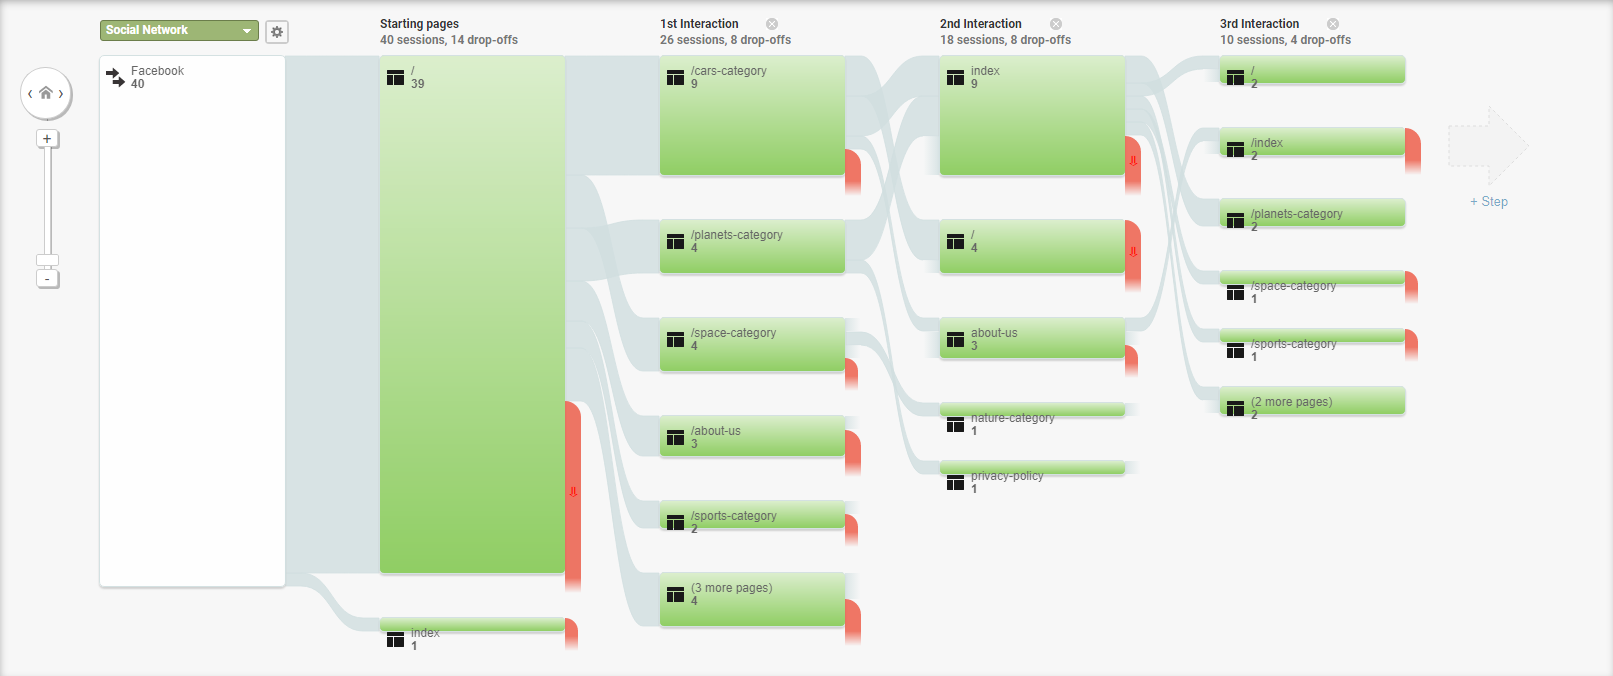 Social Network
Starting pages
40 sessions, 14 drop-offs
1st Interaction
26 sessions, 8 drop-offs
2nd Interaction
18 sessions, 8 drop-offs
3rd Interaction
10 sessions, 4 drop-offs
Facebook
40
/
39
index
1
/cars-category
9
/planets-category
4
/space-category
4
/about-us
3
/sports-category
2
(3 more pages)
4
index
9
/
4
about-us
3
nature-category
1
privacy-policy
1
/
2
/index
2
/planets-category
2
/space-category
1
/sports-category
1
(2 more pages)
2
+ Step
+
-